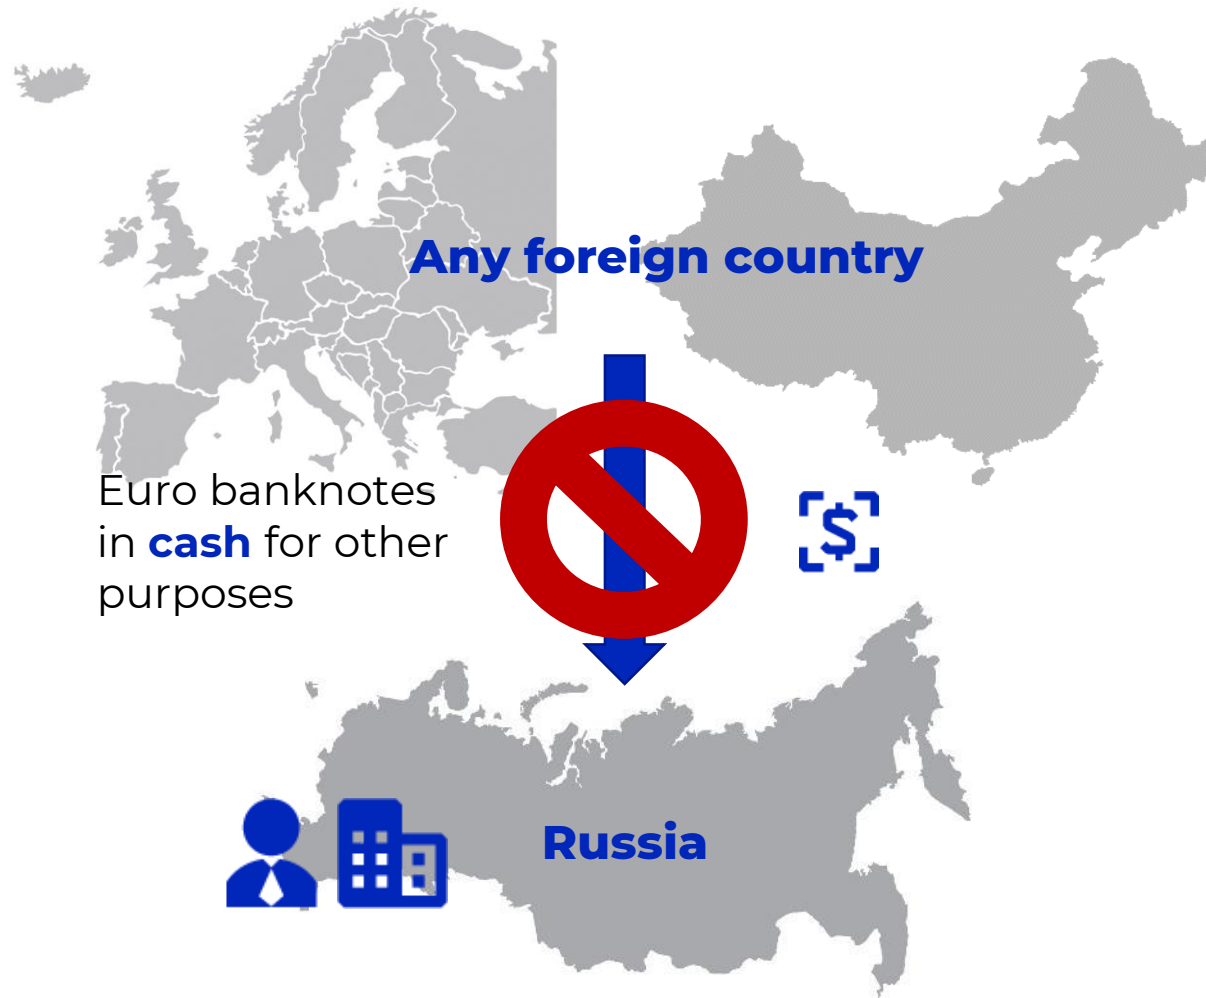 Any foreign country
Euro banknotes
in cash for other
purposes
$
Russia